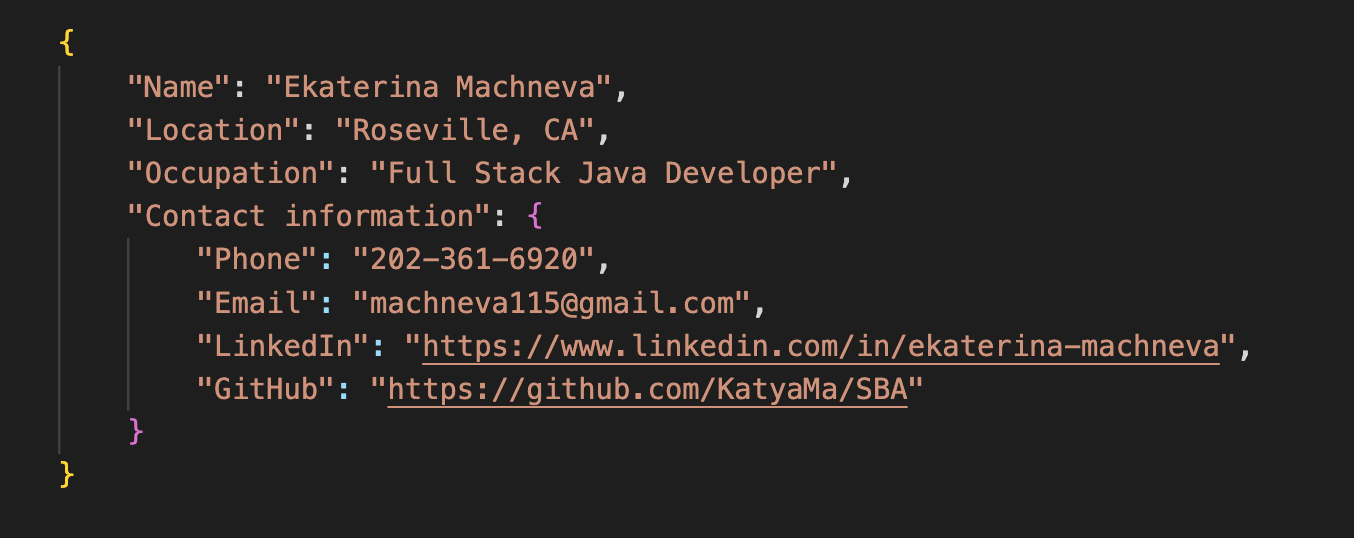 {
"Name": "Ekaterina Machneva",
"Location": "Roseville, CA",
"Occupation": "Full Stack Java Developer",
"Contact information": {
"Phone": "202-361-6920",
"Email": "machneva115@gmail.com",
"LinkedIn": "https://www.linkedin.com/in/ekaterina-machneva",
"GitHub": "https://github.com/KatyaMa/SBA"
}
}